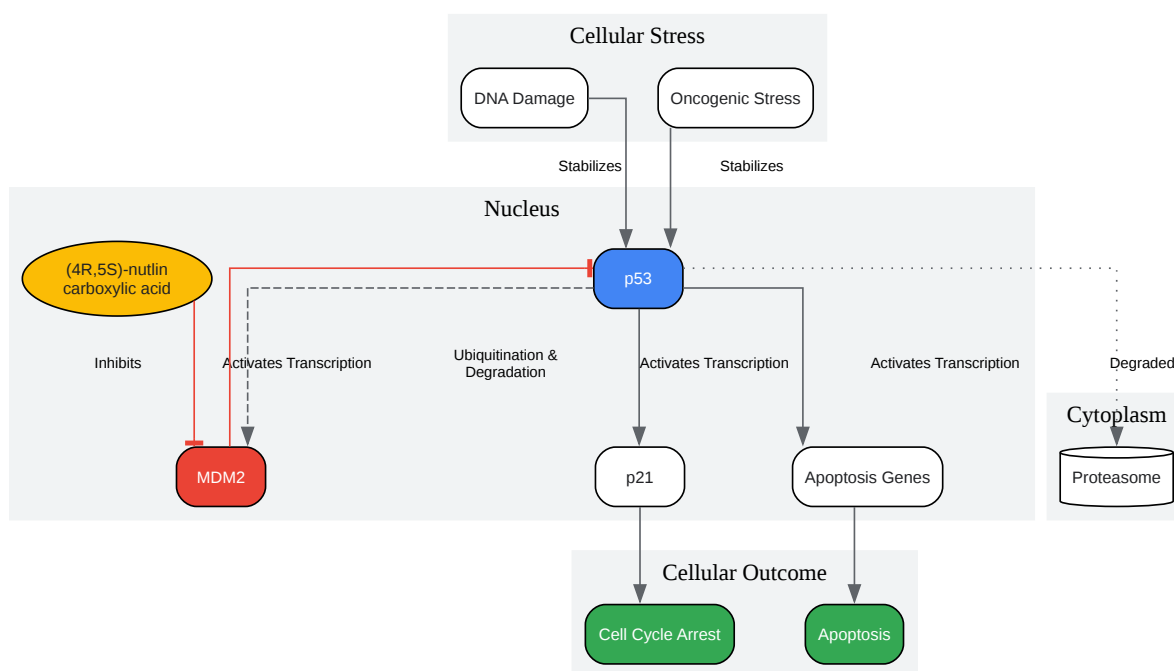 Cellular Stress
DNA Damage
Oncogenic Stress
Stabilizes
Stabilizes
Nucleus
(4R,5S)-nutlin
carboxylic acid
p53
Inhibits
Activates Transcription
Ubiquitination &
Degradation
Activates Transcription
Activates Transcription
Degraded
Cytoplasm
MDM2
p21
Apoptosis Genes
Proteasome
Cellular Outcome
Cell Cycle Arrest
Apoptosis